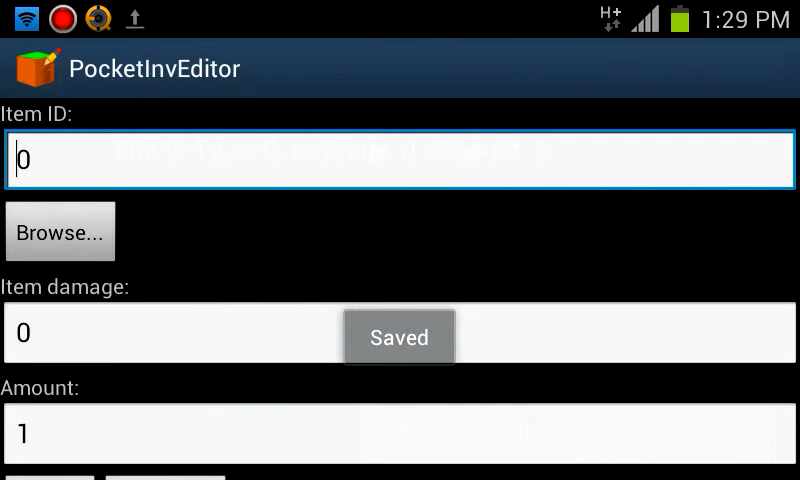 H+ 1:29 PM
PocketInvEditor
Item ID:
0
Browse...
Item damage:
0
Saved
Amount:
1